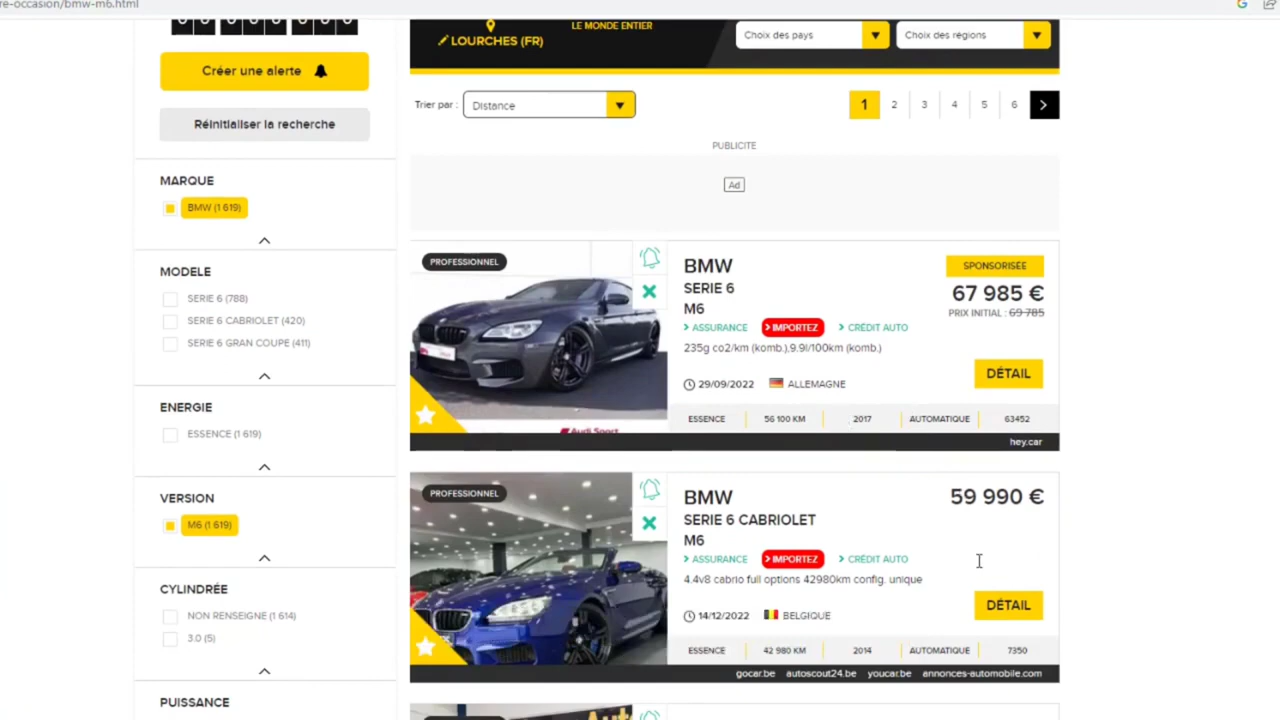 re-occasion/bmw-m6.html
LOURCHES (FR)
LE MONDE ENTIER
Choix des pays
Choix des régions
Créer une alerte
Réinitialiser la recherche
Trier par :
Distance
1
2
3
4
5
6
PUBLICITE
Ad
MARQUE
BMW (1 619)
MODELE
SERIE 6 (788)
SERIE 6 CABRIOLET (420)
SERIE 6 GRAN COUPE (411)
ENERGIE
ESSENCE (1 619)
VERSION
M6 (1 619)
CYLINDRÉE
NON RENSEIGNE (1 614)
3.0 (5)
PUISSANCE
PROFESSIONNEL
Audi Sport
BMW
SERIE 6
M6
SPONSORISÉE
67 985 €
PRIX INITIAL : 69 785
ASSURANCE
IMPORTEZ
CRÉDIT AUTO
235g co2/km (komb.),9.9l/100km (komb.)
29/09/2022
ALLEMAGNE
DÉTAIL
ESSENCE
56 100 KM
2017
AUTOMATIQUE
63452
hey.car
PROFESSIONNEL
BMW
SERIE 6 CABRIOLET
M6
59 990 €
ASSURANCE
IMPORTEZ
CRÉDIT AUTO
4.4v8 cabrio full options 42980km config. unique
14/12/2022
BELGIQUE
DÉTAIL
ESSENCE
42 980 KM
2014
AUTOMATIQUE
7350
gocar.be autoscout24.be youcar.be annonces-automobile.com